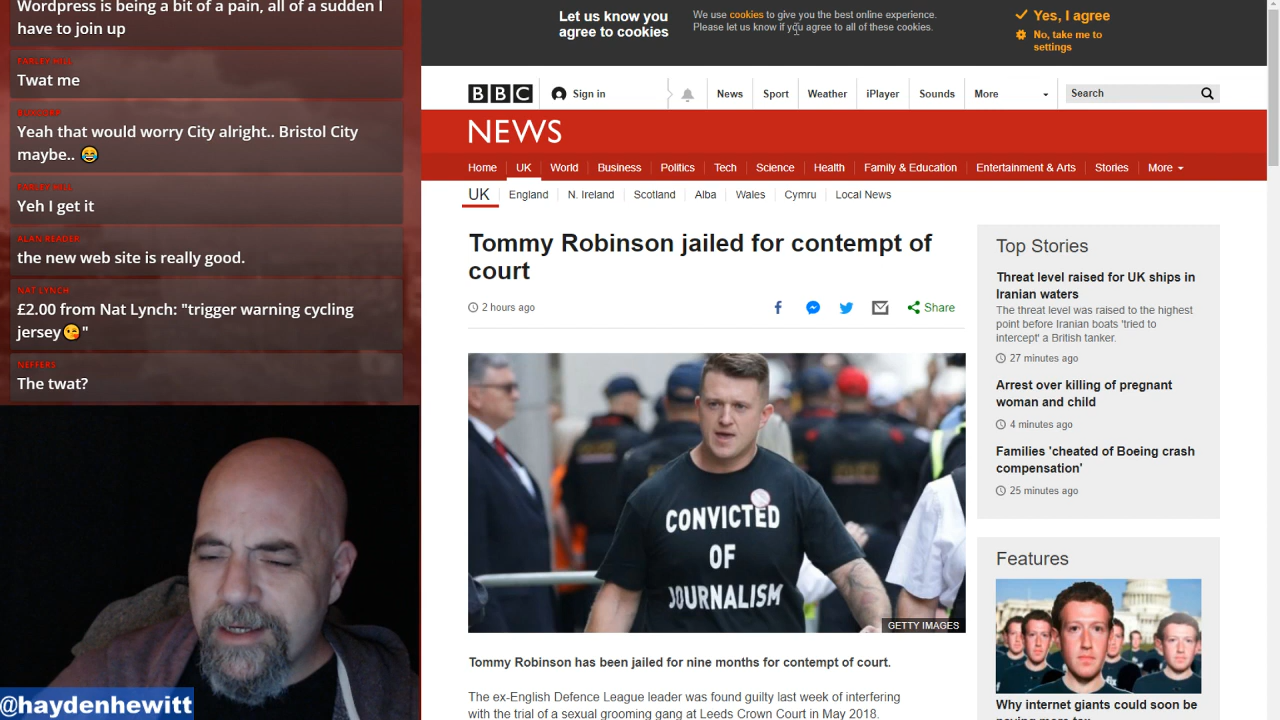 Wordpress is being a bit of a pain, all of a sudden I
have to join up
FARLEY HILL
Twat me
Yeah that would worry City alright.. Bristol City
maybe.. 😂
FARLEY HILL
Yeh I get it
ALAN READER
the new web site is really good.
NAT LYNCH
£2.00 from Nat Lynch: "trigger warning cycling
jersey😘"
NEFFERS
The twat?
@haydenhewitt
Let us know you
agree to cookies
We use cookies to give you the best online experience.
Please let us know if you agree to all of these cookies.
Yes, I agree
No, take me to
settings
BBC
Sign in
News
Sport
Weather
iPlayer
Sounds
More
Search
NEWS
Home
UK
World
Business
Politics
Tech
Science
Health
Family & Education
Entertainment & Arts
Stories
More
UK
England
N. Ireland
Scotland
Alba
Wales
Cymru
Local News
Tommy Robinson jailed for contempt of
court
2 hours ago
Share
CONVICTED
OF
JOURNALISM
GETTY IMAGES
Tommy Robinson has been jailed for nine months for contempt of court.
The ex-English Defence League leader was found guilty last week of interfering
with the trial of a sexual grooming gang at Leeds Crown Court in May 2018.
Top Stories
Threat level raised for UK ships in
Iranian waters
The threat level was raised to the highest
point before Iranian boats 'tried to
intercept' a British tanker.
27 minutes ago
Arrest over killing of pregnant
woman and child
4 minutes ago
Families 'cheated of Boeing crash
compensation'
25 minutes ago
Features
Why internet giants could soon be
paying more tax